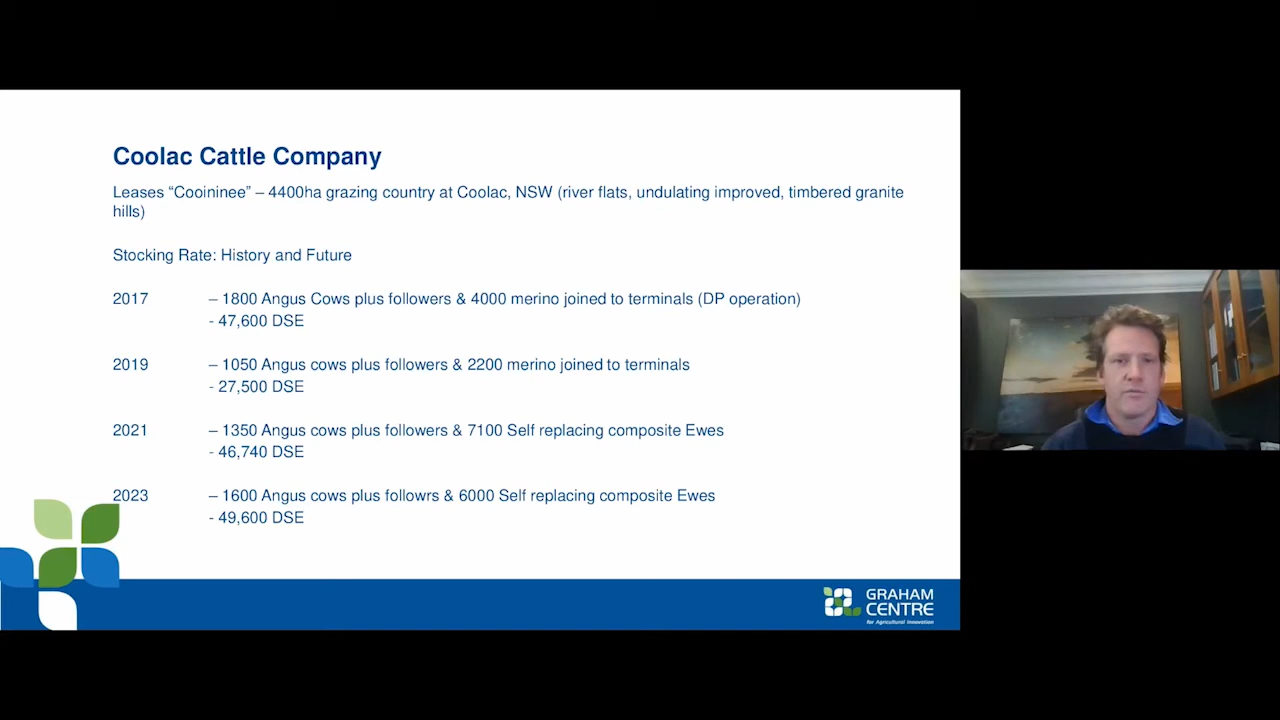 Coolac Cattle Company
Leases “Cooininee” – 4400ha grazing country at Coolac, NSW (river flats, undulating improved, timbered granite
hills)
Stocking Rate: History and Future
2017 – 1800 Angus Cows plus followers & 4000 merino joined to terminals (DP operation)
- 47,600 DSE
2019 – 1050 Angus cows plus followers & 2200 merino joined to terminals
- 27,500 DSE
2021 – 1350 Angus cows plus followers & 7100 Self replacing composite Ewes
- 46,740 DSE
2023 – 1600 Angus cows plus followrs & 6000 Self replacing composite Ewes
- 49,600 DSE
GRAHAM
CENTRE
for Agricultural Innovation